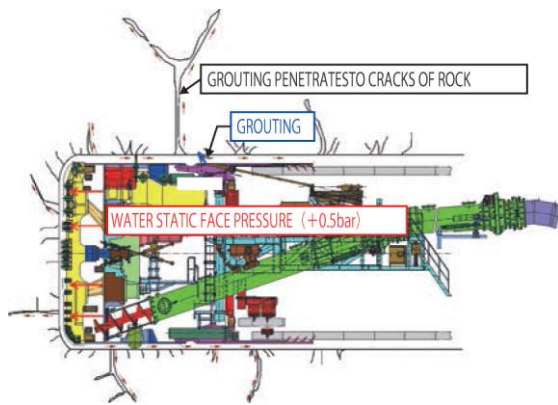 GROUTING PENETRATESTO CRACKS OF ROCK
GROUTING
WATER STATIC FACE PRESSURE（+0.5bar）